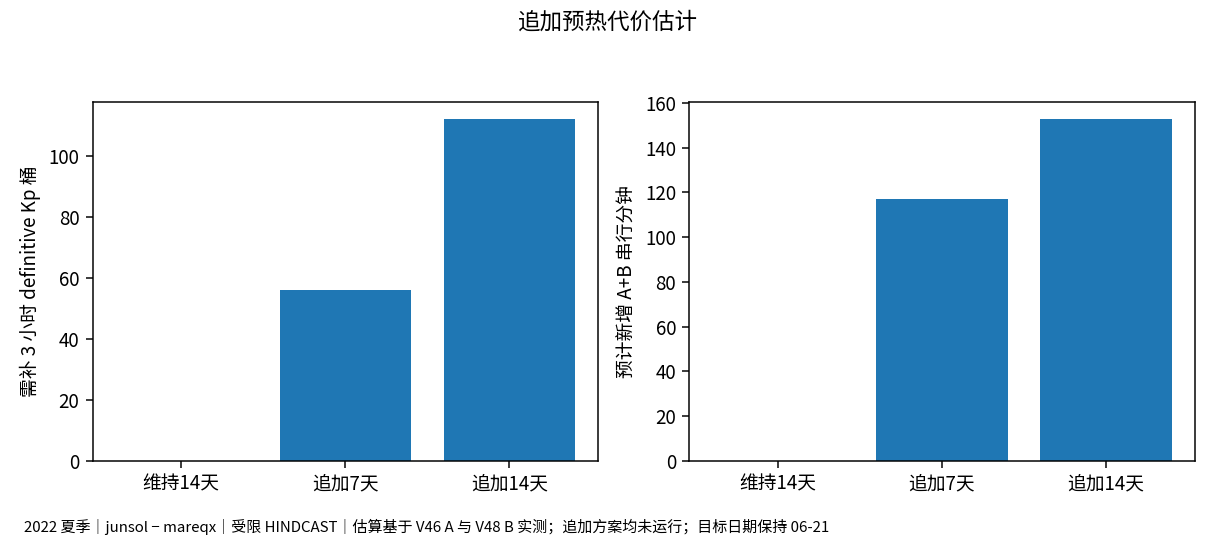 追加预热代价估计
需补 3 小时 definitive Kp 桶
100
80
60
40
20
0
维持14天
追加7天
追加14天
预计新增 A+B 串行分钟
160
140
120
100
80
60
40
20
0
维持14天
追加7天
追加14天
2022 夏季｜junsol − mareqx｜受限 HINDCAST｜估算基于 V46 A 与 V48 B 实测；追加方案均未运行；目标日期保持 06-21